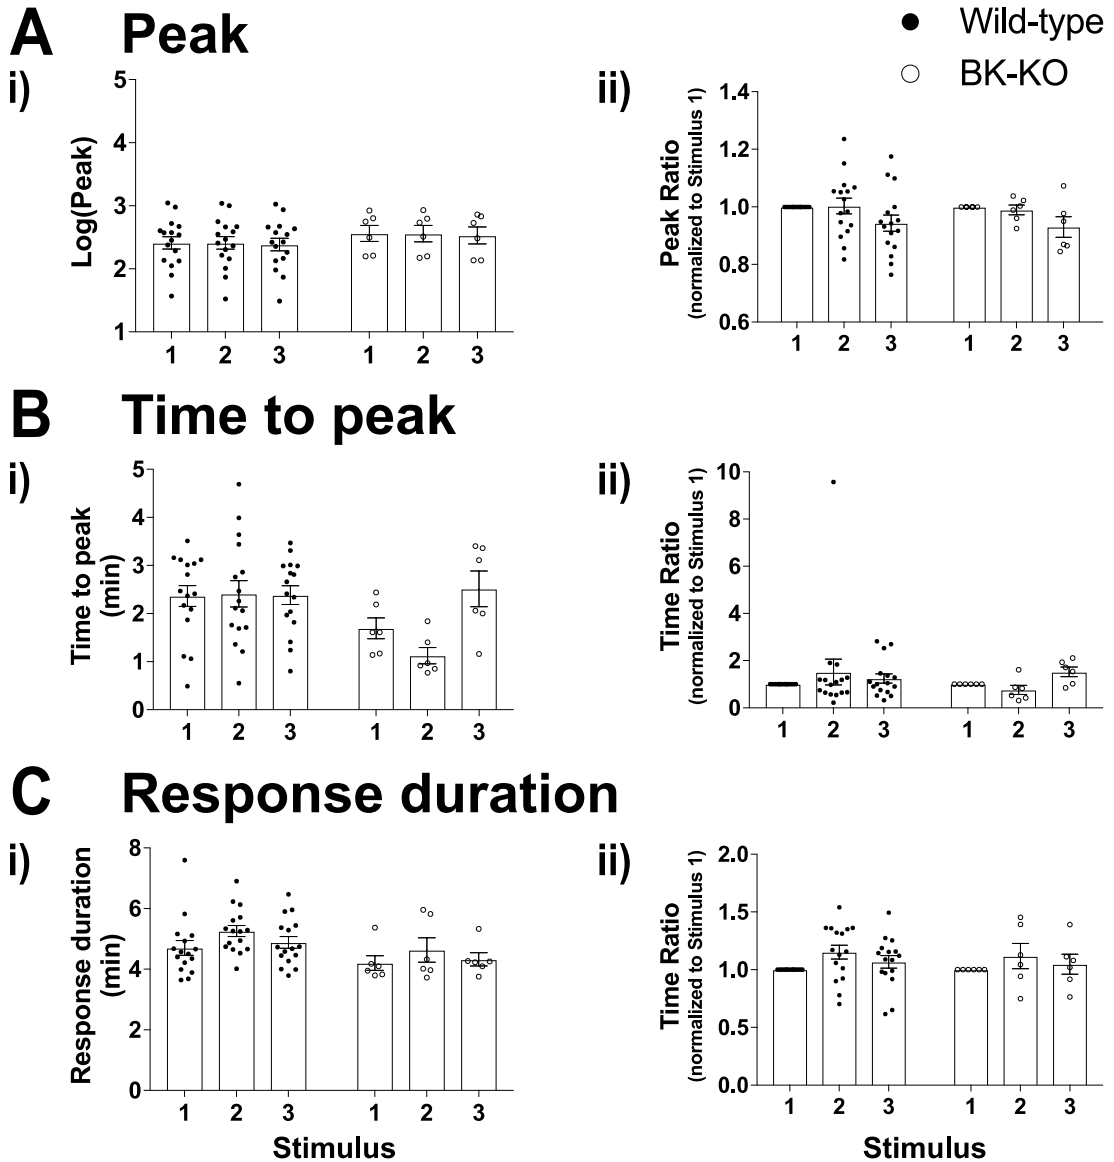 A Peak
Wild-type
BK-KO
i)
Log(Peak)
5
4
3
2
1
1 2 3 1 2 3
ii)
Peak Ratio
(normalized to Stimulus 1)
1.4
1.2
1.0
0.8
0.6
1 2 3 1 2 3
B Time to peak
i)
Time to peak
(min)
5
4
3
2
1
0
1 2 3 1 2 3
ii)
Time Ratio
(normalized to Stimulus 1)
10
8
6
4
2
0
1 2 3 1 2 3
C Response duration
i)
Response duration
(min)
8
6
4
2
0
1 2 3 1 2 3
Stimulus
ii)
Time Ratio
(normalized to Stimulus 1)
2.0
1.5
1.0
0.5
0.0
1 2 3 1 2 3
Stimulus